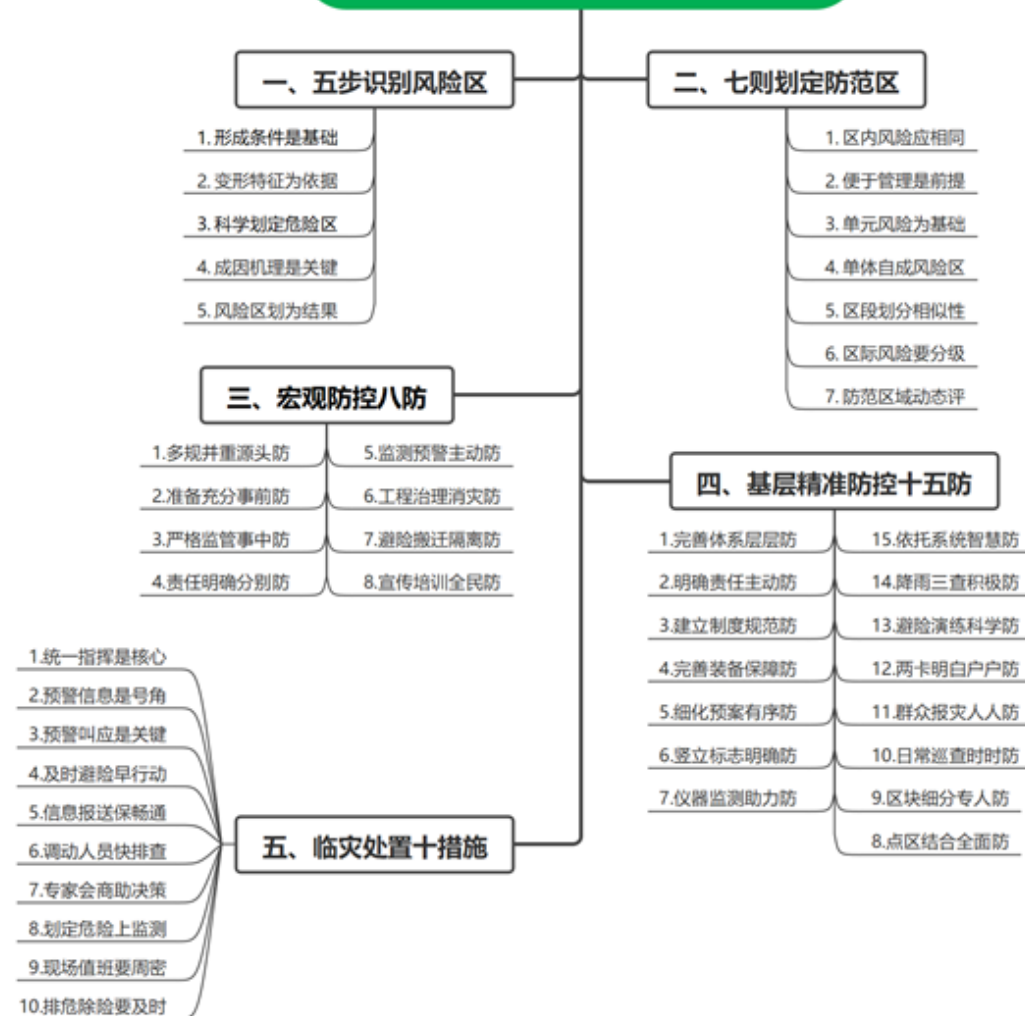 一、五步识别风险区
1. 形成条件是基础
2. 变形特征为依据
3. 科学划定危险区
4. 成因机理是关键
5. 风险区划为结果
二、七则划定防范区
1. 区内风险应相同
2. 便于管理是前提
3. 单元风险为基础
4. 单体自成风险区
5. 区段划分相似性
6. 区际风险要分级
7. 防范区域动态评
三、宏观防控八防
1.多规并重源头防
2.准备充分事前防
3.严格监管事中防
4.责任明确分别防
5.监测预警主动防
6.工程治理消灾防
7.避险搬迁隔离防
8.宣传培训全民防
四、基层精准防控十五防
1.完善体系层层防
2.明确责任主动防
3.建立制度规范防
4.完善装备保障防
5.细化预案有序防
6.竖立标志明确防
7.仪器监测助力防
15.依托系统智慧防
14.降雨三查积极防
13.避险演练科学防
12.两卡明白户户防
11.群众报灾人人防
10.日常巡查时时防
9.区块细分专人防
8.点区结合全面防
五、临灾处置十措施
1.统一指挥是核心
2.预警信息是号角
3.预警叫应是关键
4.及时避险早行动
5.信息报送保畅通
6.调动人员快排查
7.专家会商助决策
8.划定危险上监测
9.现场值班要周密
10.排危除险要及时